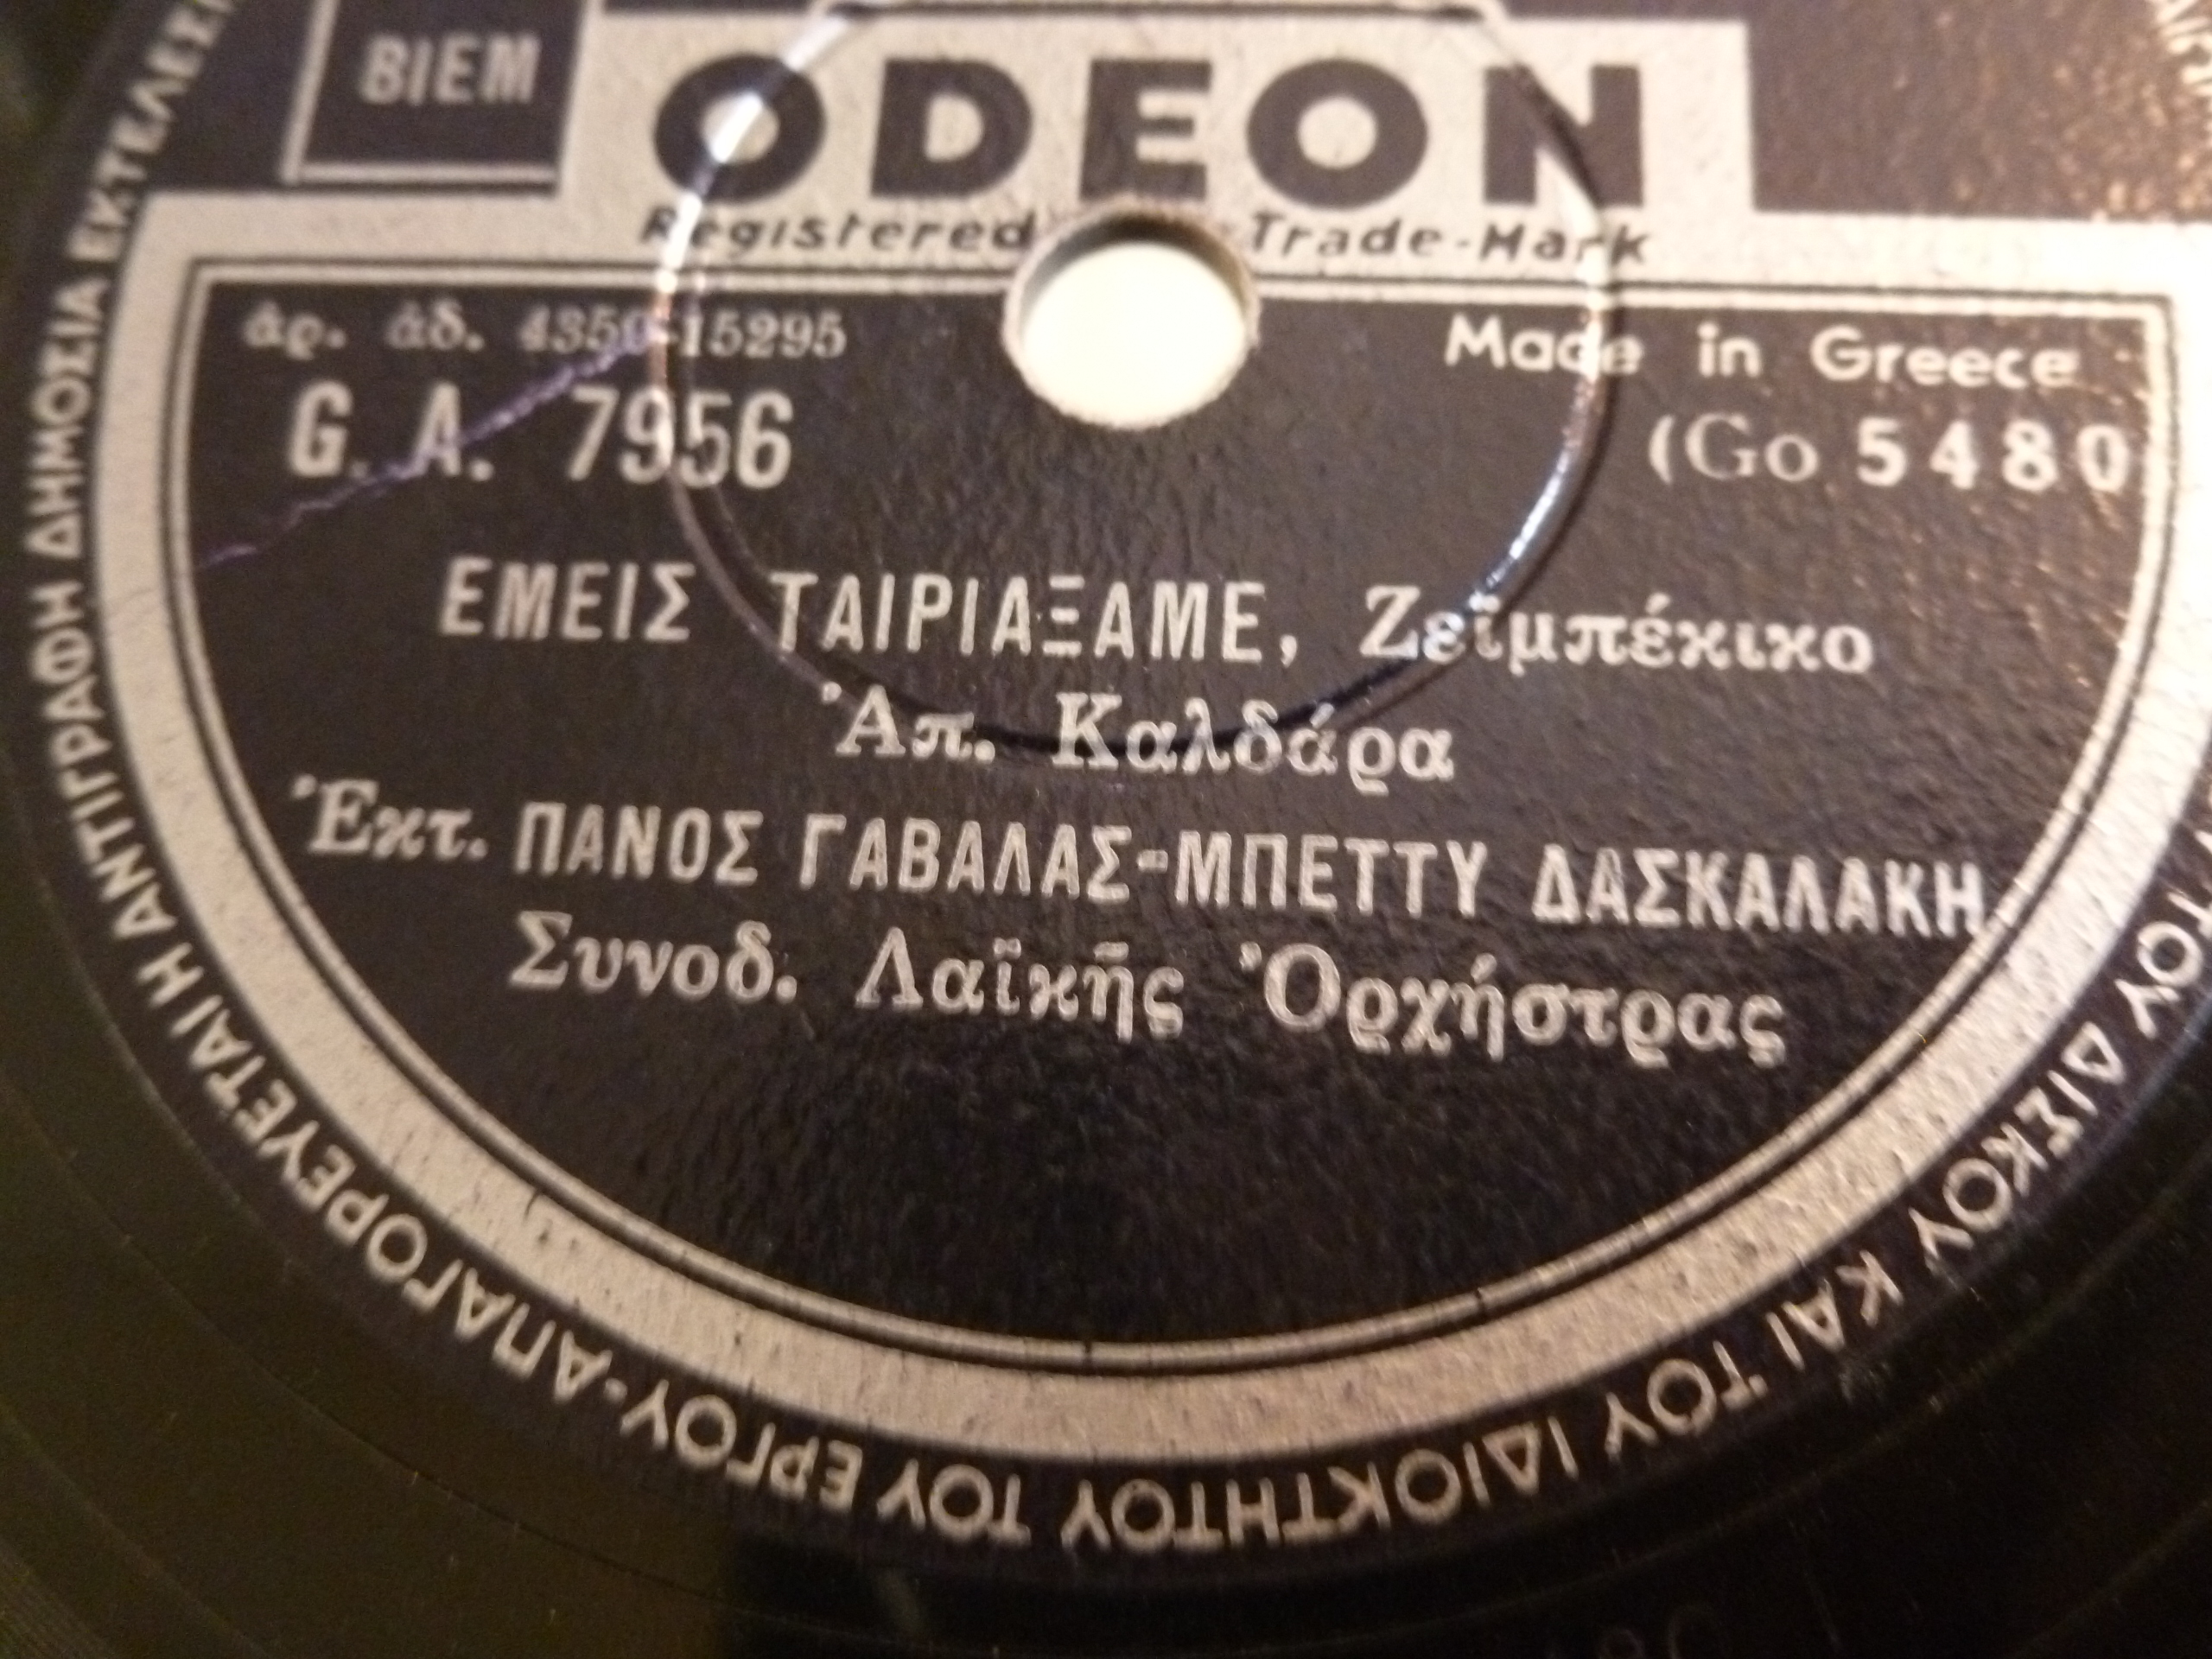 BIEM
ODEON
Registered Trade-Mark
ἀρ. ἀδ. 4350-15295
Made in Greece
G. A. 7956
(Go 5480
ΕΜΕΙΣ ΤΑΙΡΙΑΞΑΜΕ, Ζεϊμπέκικο
Ἀπ. Καλδάρα
Ἐκτ. ΠΑΝΟΣ ΓΑΒΑΛΑΣ-ΜΠΕΤΤΥ ΔΑΣΚΑΛΑΚΗ
Συνοδ. Λαϊκῆς Ὀρχήστρας
ΤΟΥ ΔΙΣΚΟΥ ΚΑΙ ΤΟΥ ΙΔΙΟΚΤΗΤΟΥ ΤΟΥ ΕΡΓΟΥ-ΑΠΑΓΟΡΕΥΕΤΑΙ Η ΑΝΤΙΓΡΑΦΗ ΔΗΜΟΣΙΑ